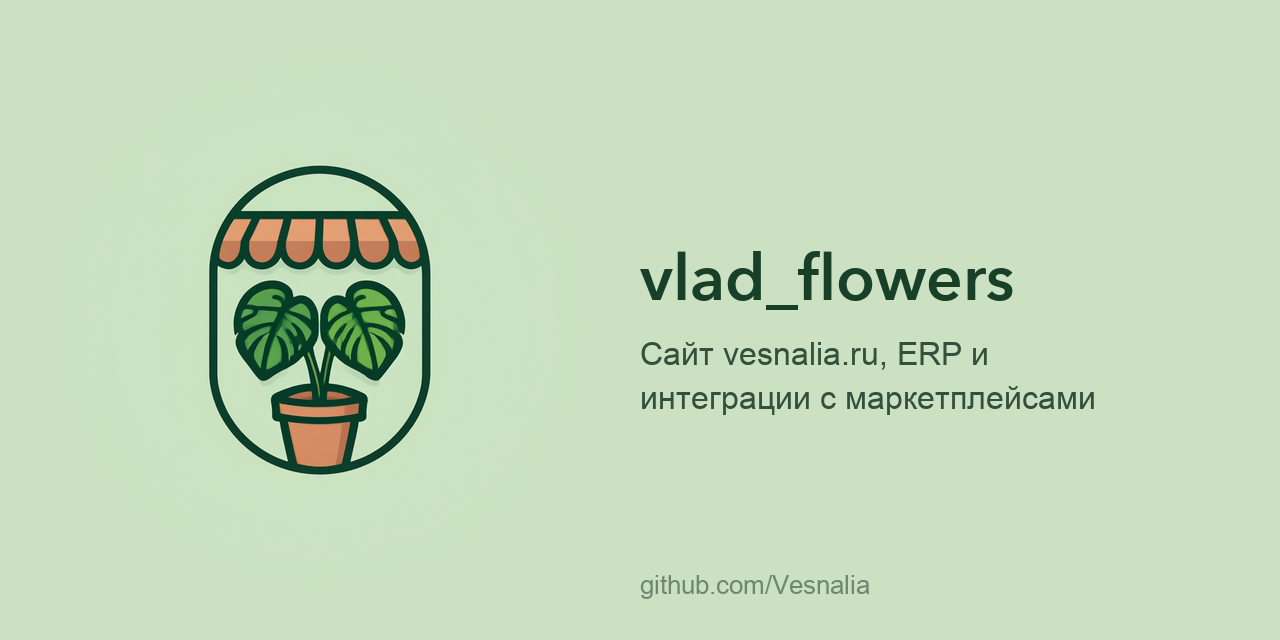 vlad_flowers
Сайт vesnalia.ru, ERP и
интеграции с маркетплейсами
github.com/Vesnalia